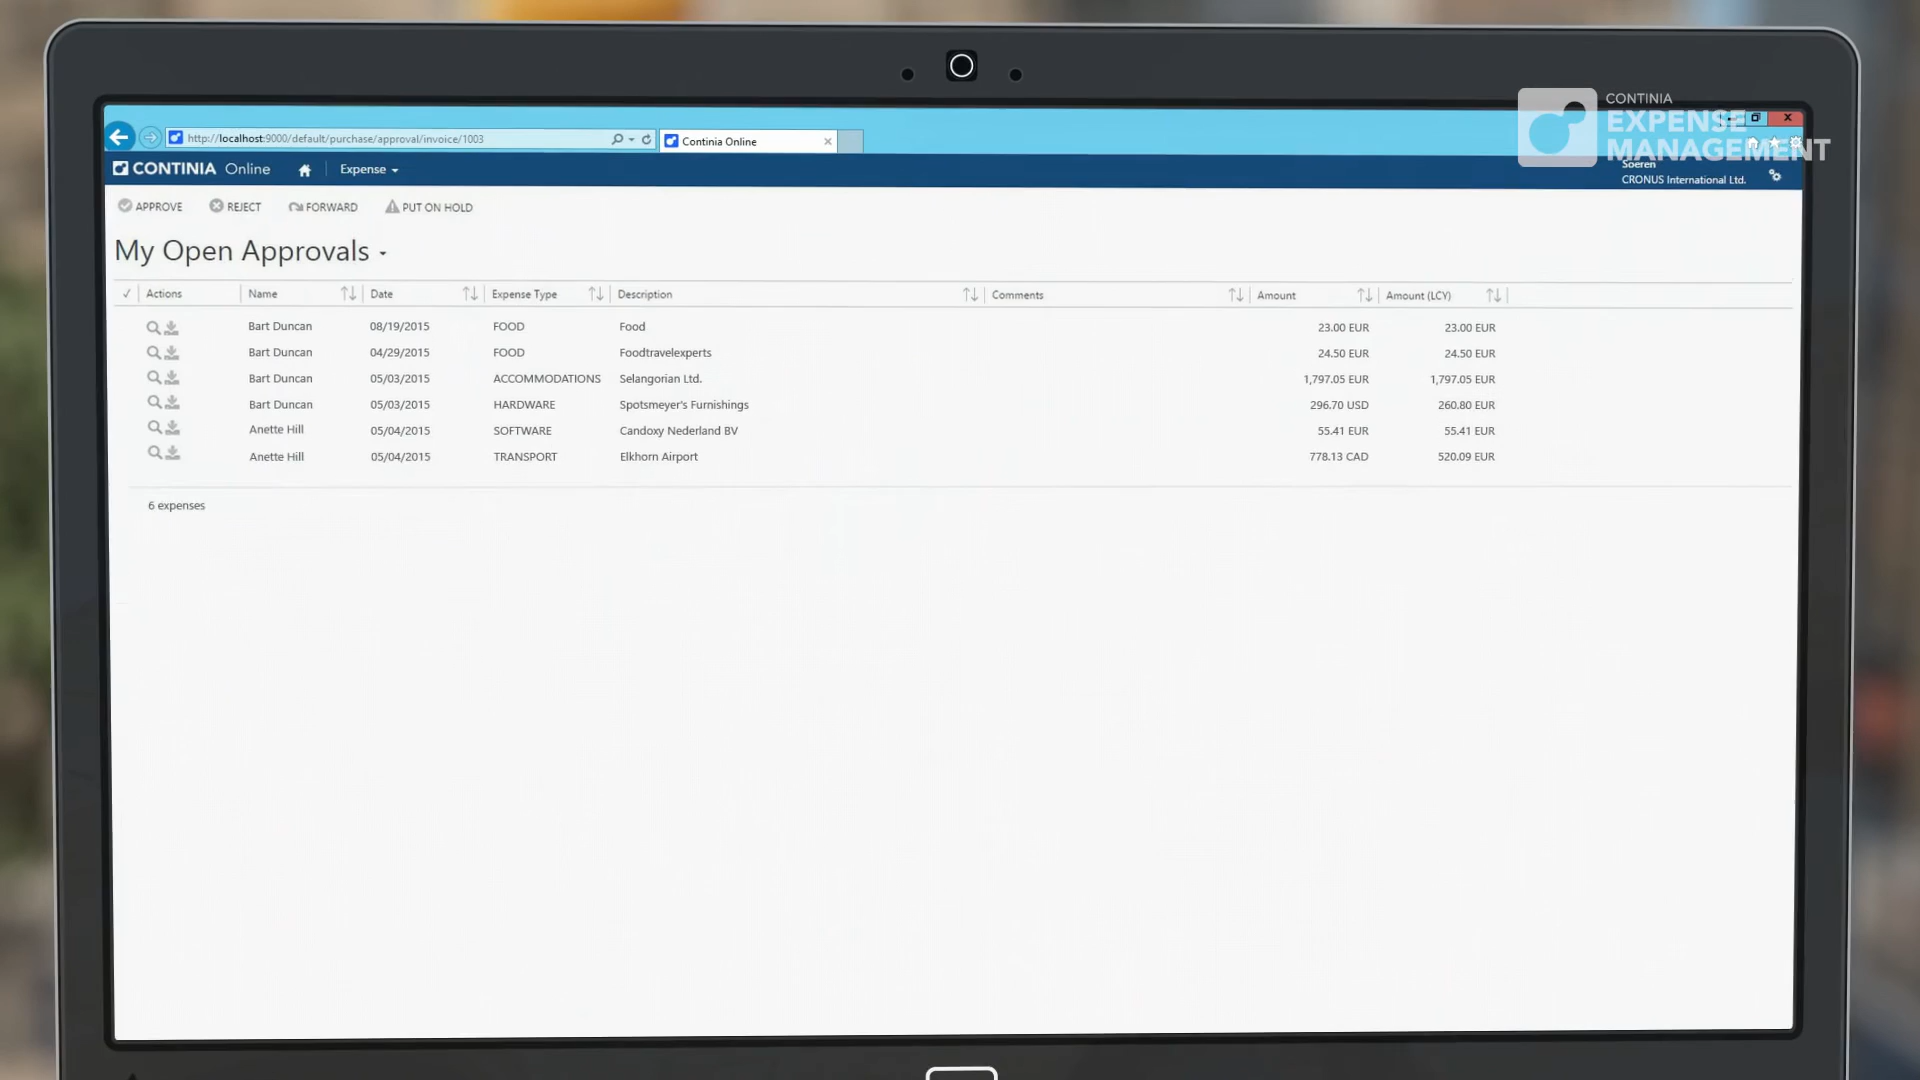 CONTINIA
EXPENSE
MANAGEMENT
http://localhost:9000/default/purchase/approval/invoice/1003
Continia Online
CONTINIA Online
Expense
Soeren
CRONUS International Ltd.
APPROVE REJECT FORWARD PUT ON HOLD
My Open Approvals
Actions Name Date Expense Type Description Comments Amount Amount (LCY)
Bart Duncan 08/19/2015 FOOD Food 23.00 EUR 23.00 EUR
Bart Duncan 04/29/2015 FOOD Foodtravelexperts 24.50 EUR 24.50 EUR
Bart Duncan 05/03/2015 ACCOMMODATIONS Selangorian Ltd. 1,797.05 EUR 1,797.05 EUR
Bart Duncan 05/03/2015 HARDWARE Spotsmeyer's Furnishings 296.70 USD 260.80 EUR
Anette Hill 05/04/2015 SOFTWARE Candoxy Nederland BV 55.41 EUR 55.41 EUR
Anette Hill 05/04/2015 TRANSPORT Elkhorn Airport 778.13 CAD 520.09 EUR
6 expenses